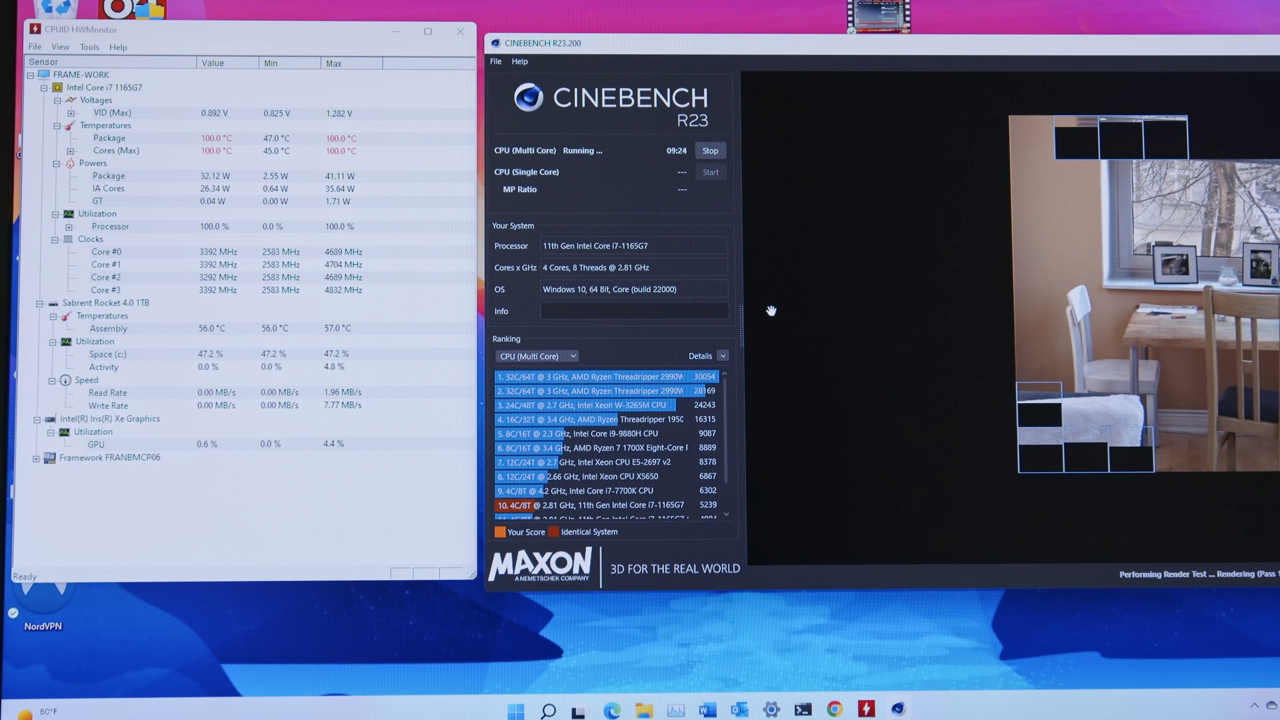 CPUID HWMonitor
File View Tools Help
Sensor Value Min Max
FRAME-WORK
Intel Core i7 1165G7
Voltages
VID (Max) 0.892 V 0.825 V 1.282 V
Temperatures
Package 100.0 °C 47.0 °C 100.0 °C
Cores (Max) 100.0 °C 45.0 °C 100.0 °C
Powers
Package 32.12 W 2.55 W 41.11 W
IA Cores 26.34 W 0.64 W 35.64 W
GT 0.04 W 0.00 W 1.71 W
Utilization
Processor 100.0 % 0.0 % 100.0 %
Clocks
Core #0 3392 MHz 2583 MHz 4689 MHz
Core #1 3392 MHz 2583 MHz 4704 MHz
Core #2 3292 MHz 2583 MHz 4689 MHz
Core #3 3392 MHz 2583 MHz 4832 MHz
Sabrent Rocket 4.0 1TB
Temperatures
Assembly 56.0 °C 56.0 °C 57.0 °C
Utilization
Space (c:) 47.2 % 47.2 % 47.2 %
Activity 0.0 % 0.0 % 4.8 %
Speed
Read Rate 0.00 MB/s 0.00 MB/s 1.96 MB/s
Write Rate 0.00 MB/s 0.00 MB/s 7.77 MB/s
Intel(R) Iris(R) Xe Graphics
Utilization
GPU 0.6 % 0.0 % 4.4 %
Framework FRANBMCP06
Ready
NordVPN
60°F
CINEBENCH R23.200
File Help
CINEBENCH
R23
CPU (Multi Core) Running ... 09:24 Stop
CPU (Single Core) --- Start
MP Ratio ---
Your System
Processor 11th Gen Intel Core i7-1165G7
Cores x GHz 4 Cores, 8 Threads @ 2.81 GHz
OS Windows 10, 64 Bit, Core (build 22000)
Info
Ranking
CPU (Multi Core) Details
1. 32C/64T @ 3 GHz, AMD Ryzen Threadripper 2990W 30054
2. 32C/64T @ 3 GHz, AMD Ryzen Threadripper 2990W 28169
3. 24C/48T @ 2.7 GHz, Intel Xeon W-3265M CPU 24243
4. 16C/32T @ 3.4 GHz, AMD Ryzen Threadripper 1950 16315
5. 8C/16T @ 2.3 GHz, Intel Core i9-9880H CPU 9087
6. 8C/16T @ 3.4 GHz, AMD Ryzen 7 1700X Eight-Core 8889
7. 12C/24T @ 2.7 GHz, Intel Xeon CPU E5-2697 v2 8378
8. 12C/24T @ 2.66 GHz, Intel Xeon CPU X5650 6867
9. 4C/8T @ 4.2 GHz, Intel Core i7-7700K CPU 6302
10. 4C/8T @ 2.81 GHz, 11th Gen Intel Core i7-1165G7 5239
Your Score Identical System
MAXON
A NEMETSCHEK COMPANY
3D FOR THE REAL WORLD
Performing Render Test ... Rendering (Pass